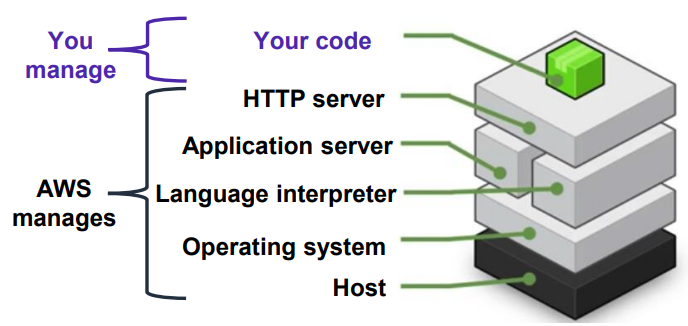 You
manage
Your code
HTTP server
Application server
AWS
manages
Language interpreter
Operating system
Host